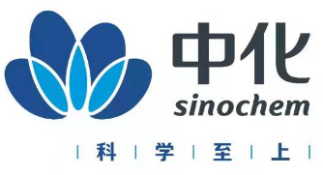 中化
sinochem
科 | 学 | 至 | 上